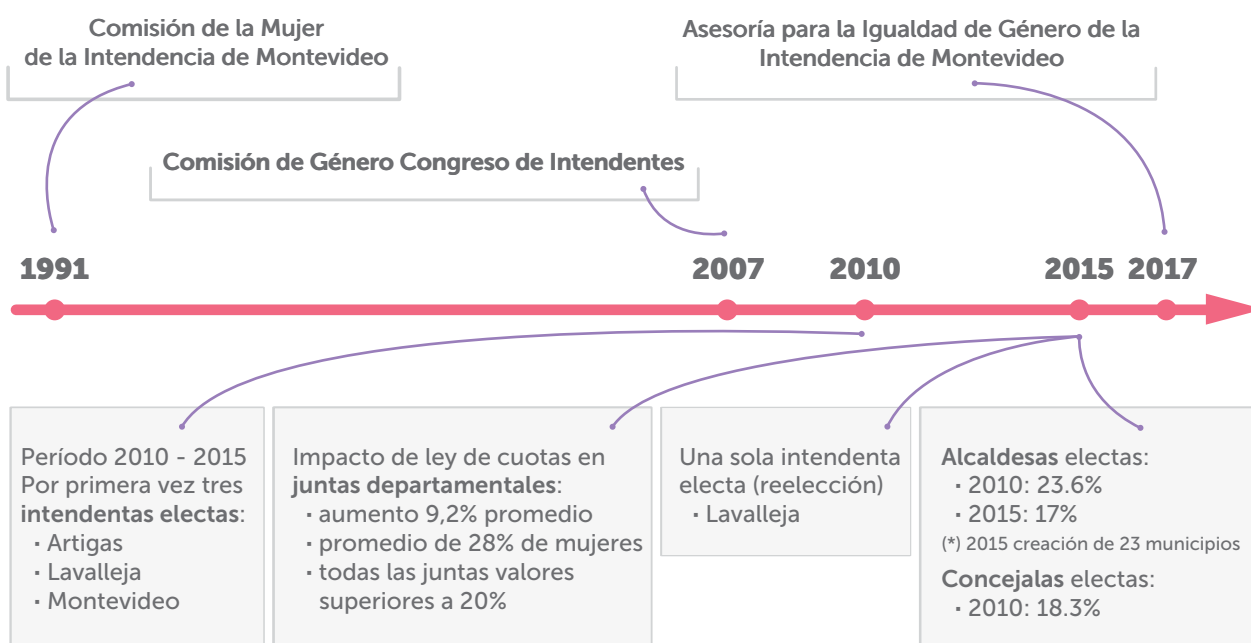 Comisión de la Mujer
de la Intendencia de Montevideo
Asesoría para la Igualdad de Género de la
Intendencia de Montevideo
Comisión de Género Congreso de Intendentes
1991
2007
2010
2015
2017
Período 2010 - 2015
Por primera vez tres
intendentas electas:
· Artigas
· Lavalleja
· Montevideo
Impacto de ley de cuotas en
juntas departamentales:
· aumento 9,2% promedio
· promedio de 28% de mujeres
· todas las juntas valores
superiores a 20%
Una sola intendenta
electa (reelección)
· Lavalleja
Alcaldesas electas:
· 2010: 23.6%
· 2015: 17%
(*) 2015 creación de 23 municipios
Concejalas electas:
· 2010: 18.3%